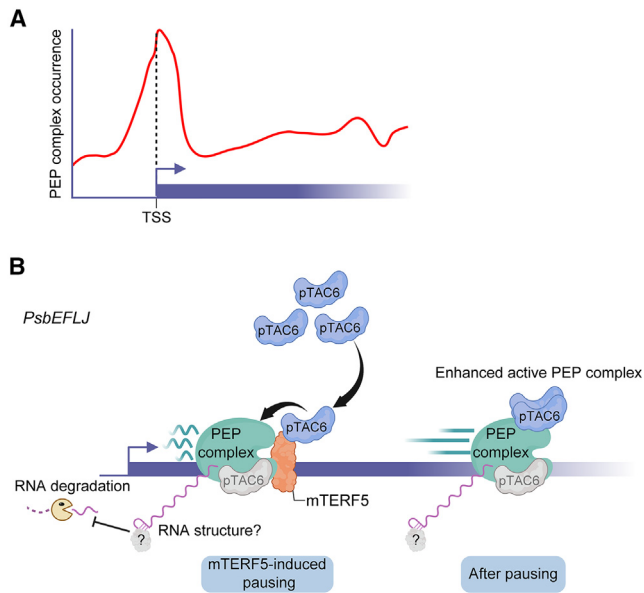 A
PEP complex occurrence
TSS
B
PsbEFLJ
pTAC6
pTAC6
pTAC6
Enhanced active PEP complex
pTAC6
pTAC6
PEP
complex
PEP
complex
pTAC6
pTAC6
mTERF5
RNA degradation
RNA structure?
?
?
mTERF5-induced
pausing
After pausing